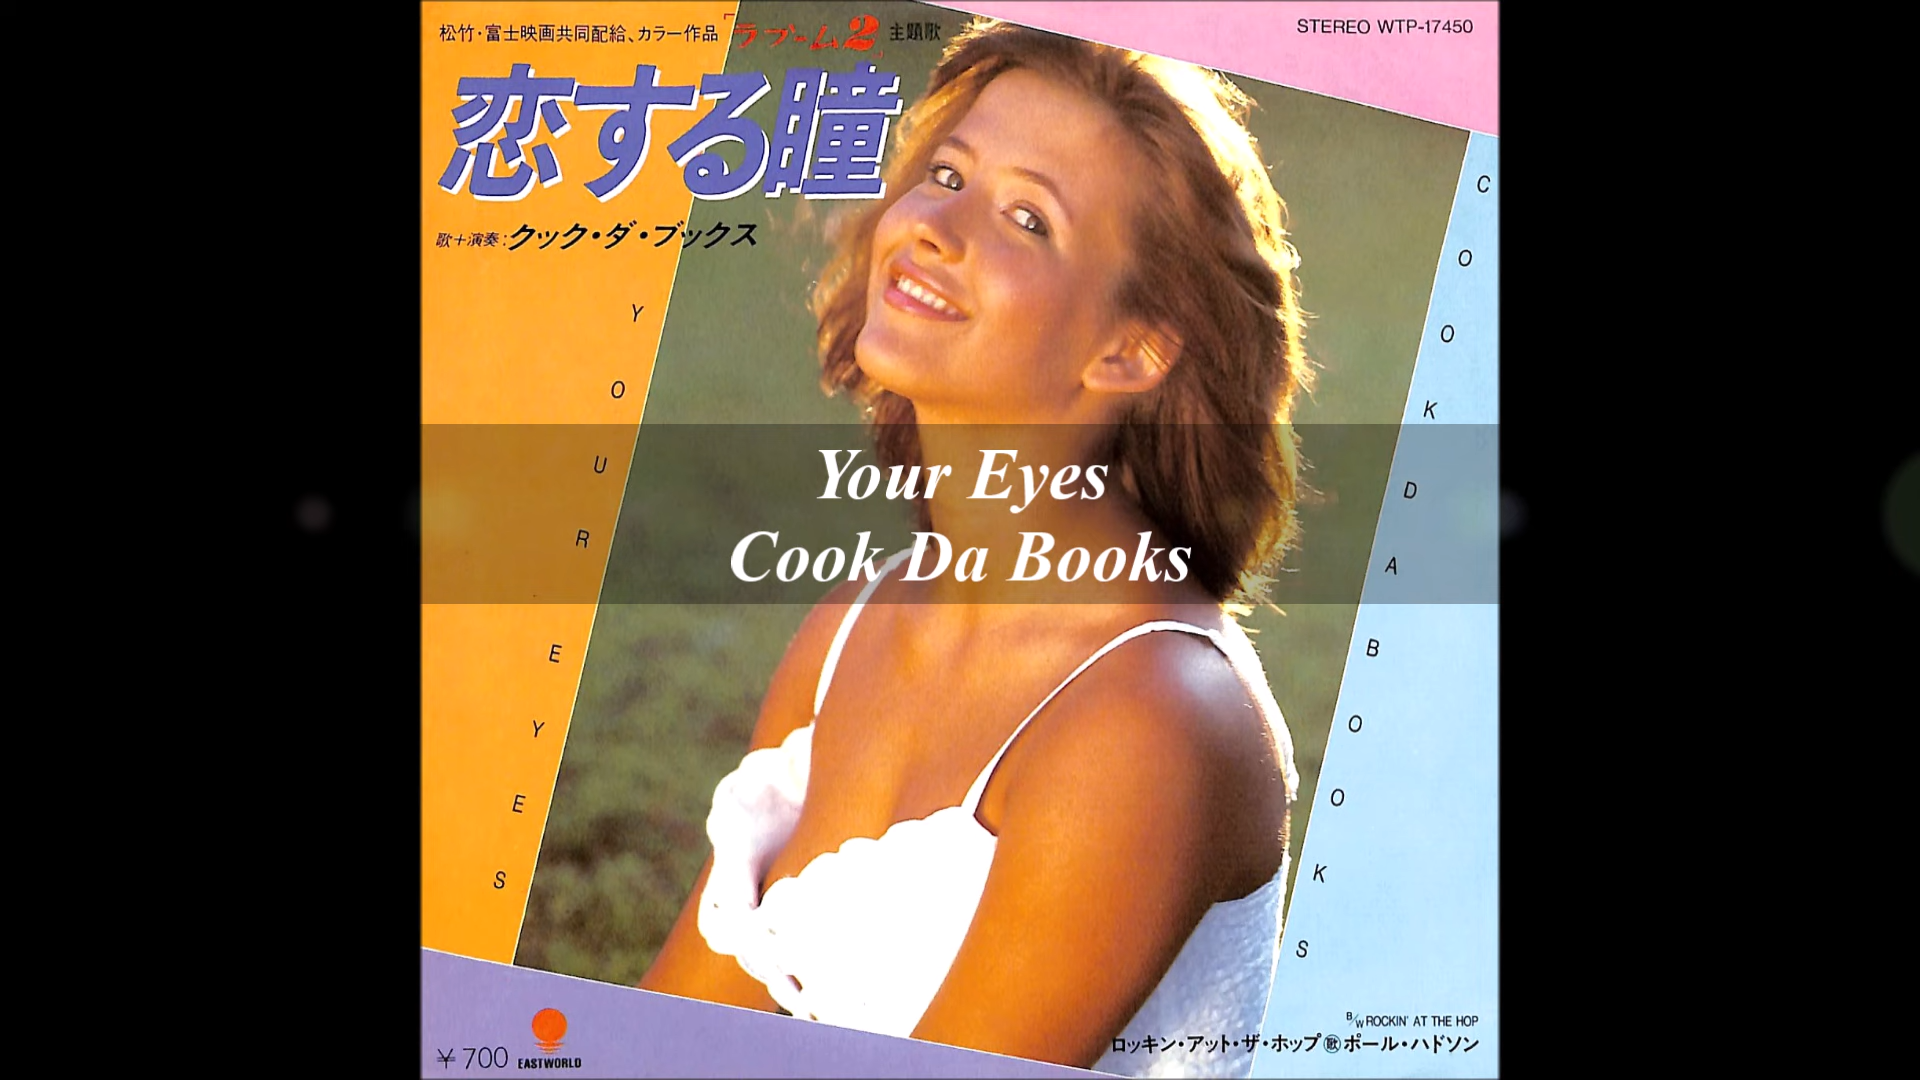 松竹・富士映画共同配給、カラー作品「ラ・ブーム2」主題歌
STEREO WTP-17450
恋する瞳
歌+演奏:クック・ダ・ブックス
YOUR EYES
COOK DA BOOKS
Your Eyes
Cook Da Books
B/W ROCKIN' AT THE HOP
ロッキン・アット・ザ・ホップ㊙ポール・ハドソン
¥700 EASTWORLD